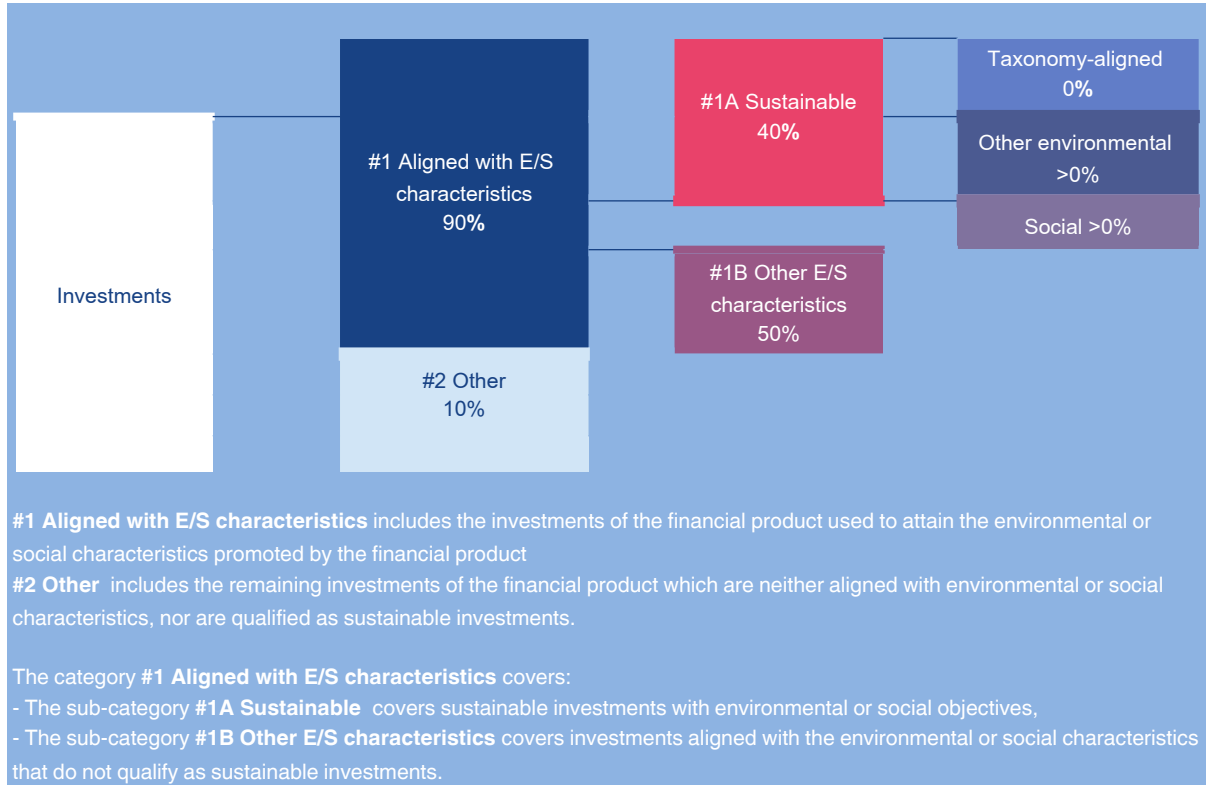 Investments
#1 Aligned with E/S
characteristics
90%
#2 Other
10%
#1A Sustainable
40%
#1B Other E/S
characteristics
50%
Taxonomy-aligned
0%
Other environmental
>0%
Social >0%
#1 Aligned with E/S characteristics includes the investments of the financial product used to attain the environmental or
social characteristics promoted by the financial product
#2 Other includes the remaining investments of the financial product which are neither aligned with environmental or social
characteristics, nor are qualified as sustainable investments.
The category #1 Aligned with E/S characteristics covers:
- The sub-category #1A Sustainable covers sustainable investments with environmental or social objectives,
- The sub-category #1B Other E/S characteristics covers investments aligned with the environmental or social characteristics
that do not qualify as sustainable investments.